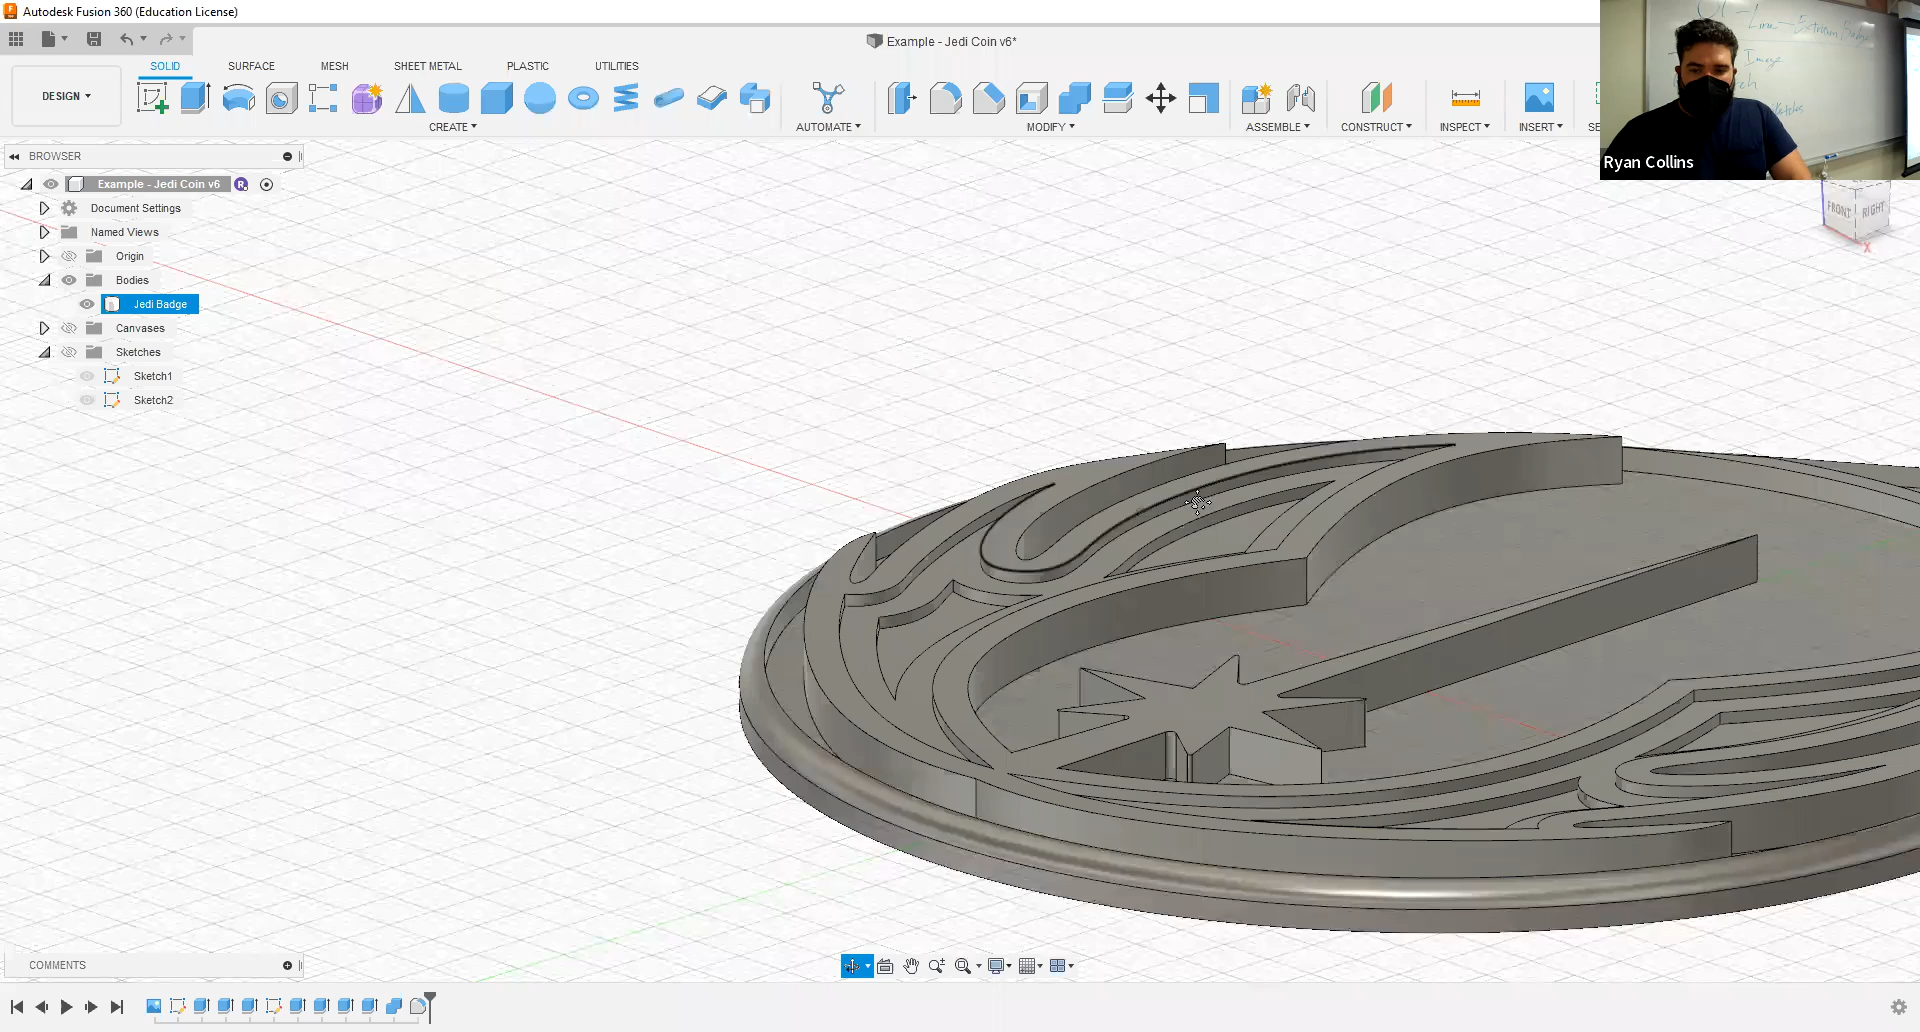 Autodesk Fusion 360 (Education License)
Example - Jedi Coin v6*
SOLID SURFACE MESH SHEET METAL PLASTIC UTILITIES
DESIGN
CREATE AUTOMATE MODIFY ASSEMBLE CONSTRUCT INSPECT INSERT SE
Image
Ryan Collins
BROWSER
Example - Jedi Coin v6 R
Document Settings
Named Views
Origin
Bodies
Jedi Badge
Canvases
Sketches
Sketch1
Sketch2
FRONT RIGHT
X
COMMENTS